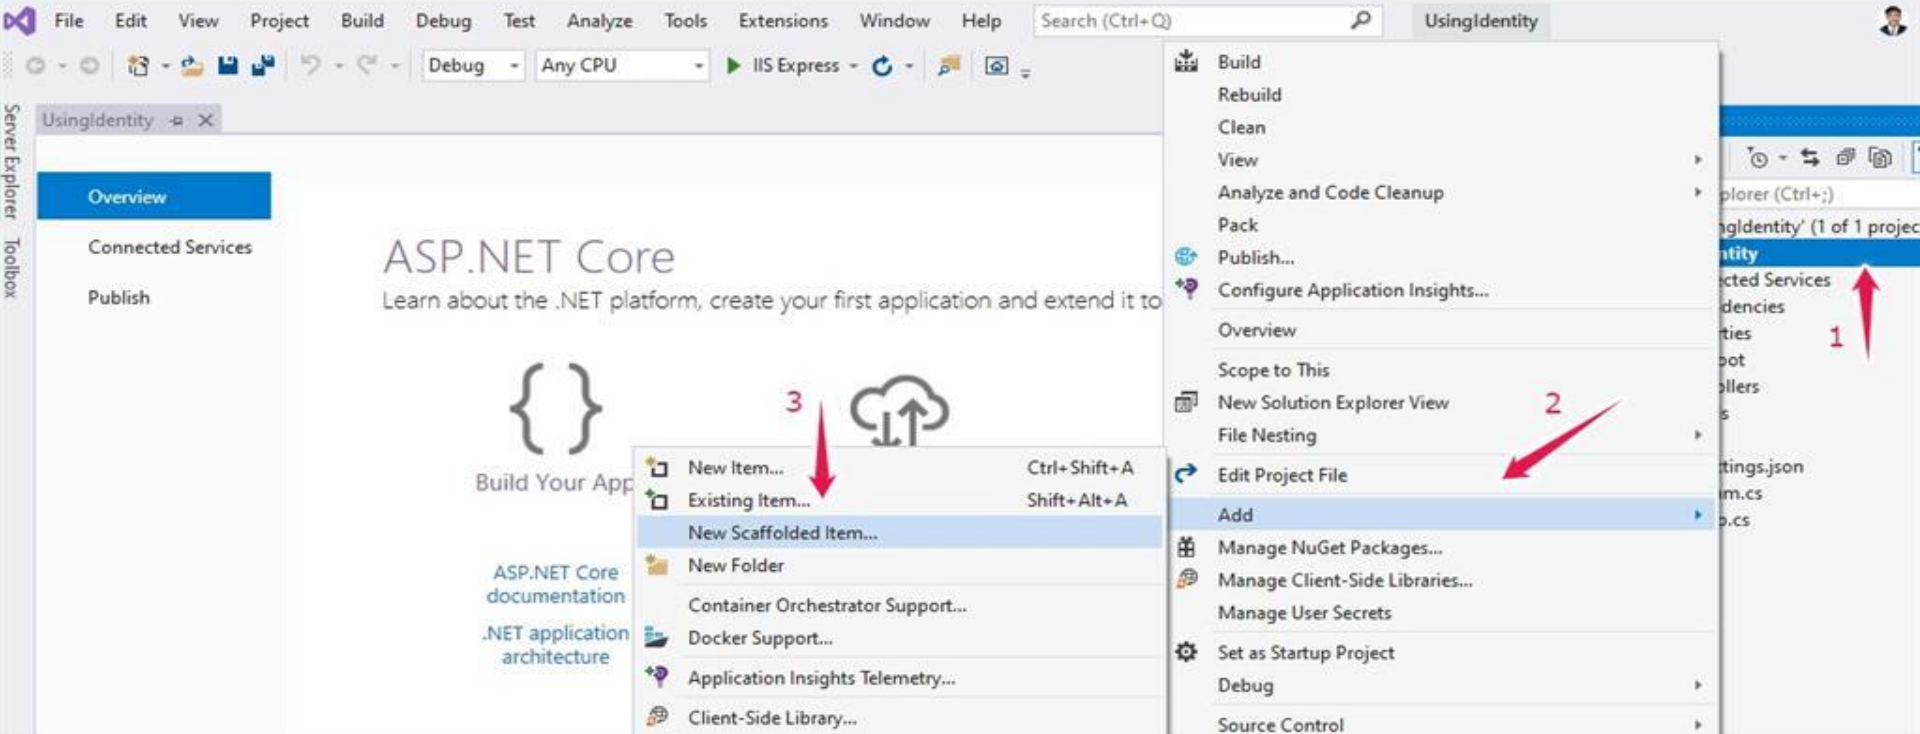 File Edit View Project Build Debug Test Analyze Tools Extensions Window Help Search (Ctrl+Q) UsingIdentity
Debug Any CPU IIS Express
Server Explorer
Toolbox
UsingIdentity
Overview
Connected Services
Publish
ASP.NET Core
Learn about the .NET platform, create your first application and extend it to
Build Your App
ASP.NET Core
documentation
.NET application
architecture
3
New Item... Ctrl+Shift+A
Existing Item... Shift+Alt+A
New Scaffolded Item...
New Folder
Container Orchestrator Support...
Docker Support...
Application Insights Telemetry...
Client-Side Library...
Build
Rebuild
Clean
View
Analyze and Code Cleanup
Pack
Publish...
Configure Application Insights...
Overview
Scope to This
New Solution Explorer View
File Nesting
2
Edit Project File
Add
Manage NuGet Packages...
Manage Client-Side Libraries...
Manage User Secrets
Set as Startup Project
Debug
Source Control
plorer (Ctrl+;)
ngIdentity' (1 of 1 projec
ntity
cted Services
dencies
ties
1
oot
ollers
s
tings.json
m.cs
p.cs